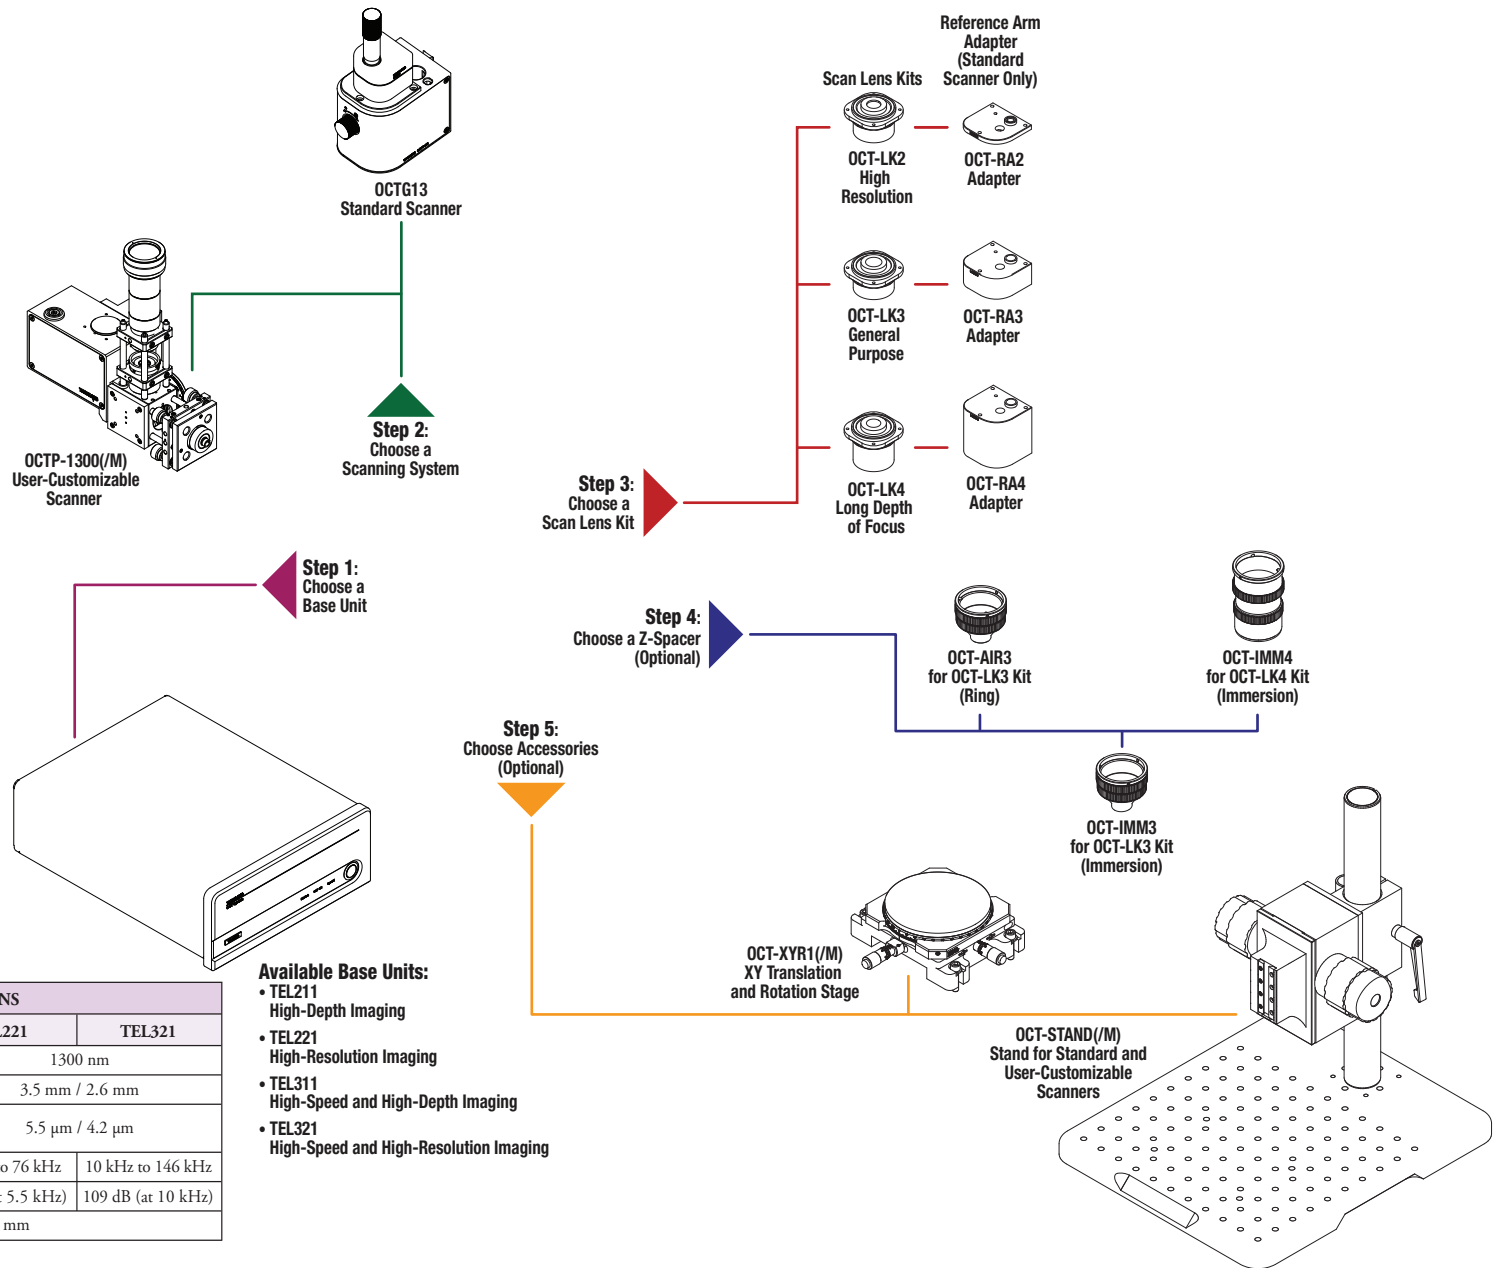 OCTG13
Standard Scanner
OCTP-1300(/M)
User-Customizable
Scanner
Step 2:
Choose a
Scanning System
Scan Lens Kits
Reference Arm
Adapter
(Standard
Scanner Only)
OCT-LK2
High
Resolution
OCT-RA2
Adapter
OCT-LK3
General
Purpose
OCT-RA3
Adapter
OCT-LK4
Long Depth
of Focus
OCT-RA4
Adapter
Step 3:
Choose a
Scan Lens Kit
Step 1:
Choose a
Base Unit
Step 4:
Choose a Z-Spacer
(Optional)
OCT-AIR3
for OCT-LK3 Kit
(Ring)
OCT-IMM4
for OCT-LK4 Kit
(Immersion)
OCT-IMM3
for OCT-LK3 Kit
(Immersion)
Step 5:
Choose Accessories
(Optional)
OCT-XYR1(/M)
XY Translation
and Rotation Stage
OCT-STAND(/M)
Stand for Standard and
User-Customizable
Scanners
Available Base Units:
• TEL211
High-Depth Imaging
• TEL221
High-Resolution Imaging
• TEL311
High-Speed and High-Depth Imaging
• TEL321
High-Speed and High-Resolution Imaging
NS
L221 TEL321
1300 nm
3.5 mm / 2.6 mm
5.5 µm / 4.2 µm
o 76 kHz 10 kHz to 146 kHz
5.5 kHz) 109 dB (at 10 kHz)
mm